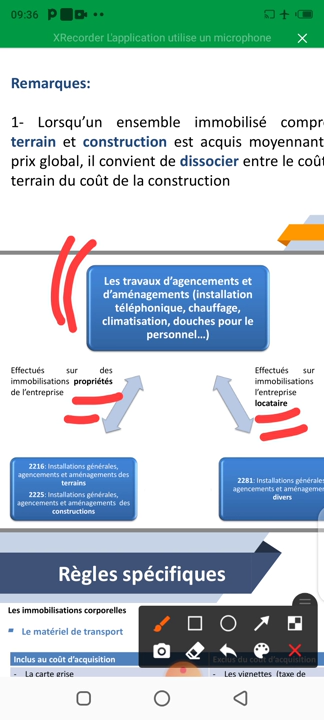 09:36
XRecorder L'application utilise un microphone
Remarques:
1- Lorsqu'un ensemble immobilisé compr
terrain et construction est acquis moyennant
prix global, il convient de dissocier entre le coût
terrain du coût de la construction
Les travaux d'agencements et
d'aménagements (installation
téléphonique, chauffage,
climatisation, douches pour le
personnel...)
Effectués sur des
immobilisations propriétés
de l'entreprise
Effectués sur
immobilisations
l'entreprise
locataire
2216: Installations générales,
agencements et aménagements des
terrains
2225: Installations générales,
agencements et aménagements des
constructions
2281: Installations générales
agencements et aménagemen
divers
Règles spécifiques
Les immobilisations corporelles
Le matériel de transport
Inclus au coût d'acquisition
Exclus du coût d'acquisition
- La carte grise
- Les vignettes (taxe de